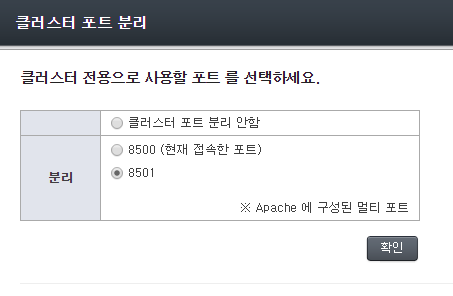 클러스터 포트 분리
클러스터 전용으로 사용할 포트 를 선택하세요.
클러스터 포트 분리 안함
분리
8500 (현재 접속한 포트)
8501
※ Apache 에 구성된 멀티 포트
확인